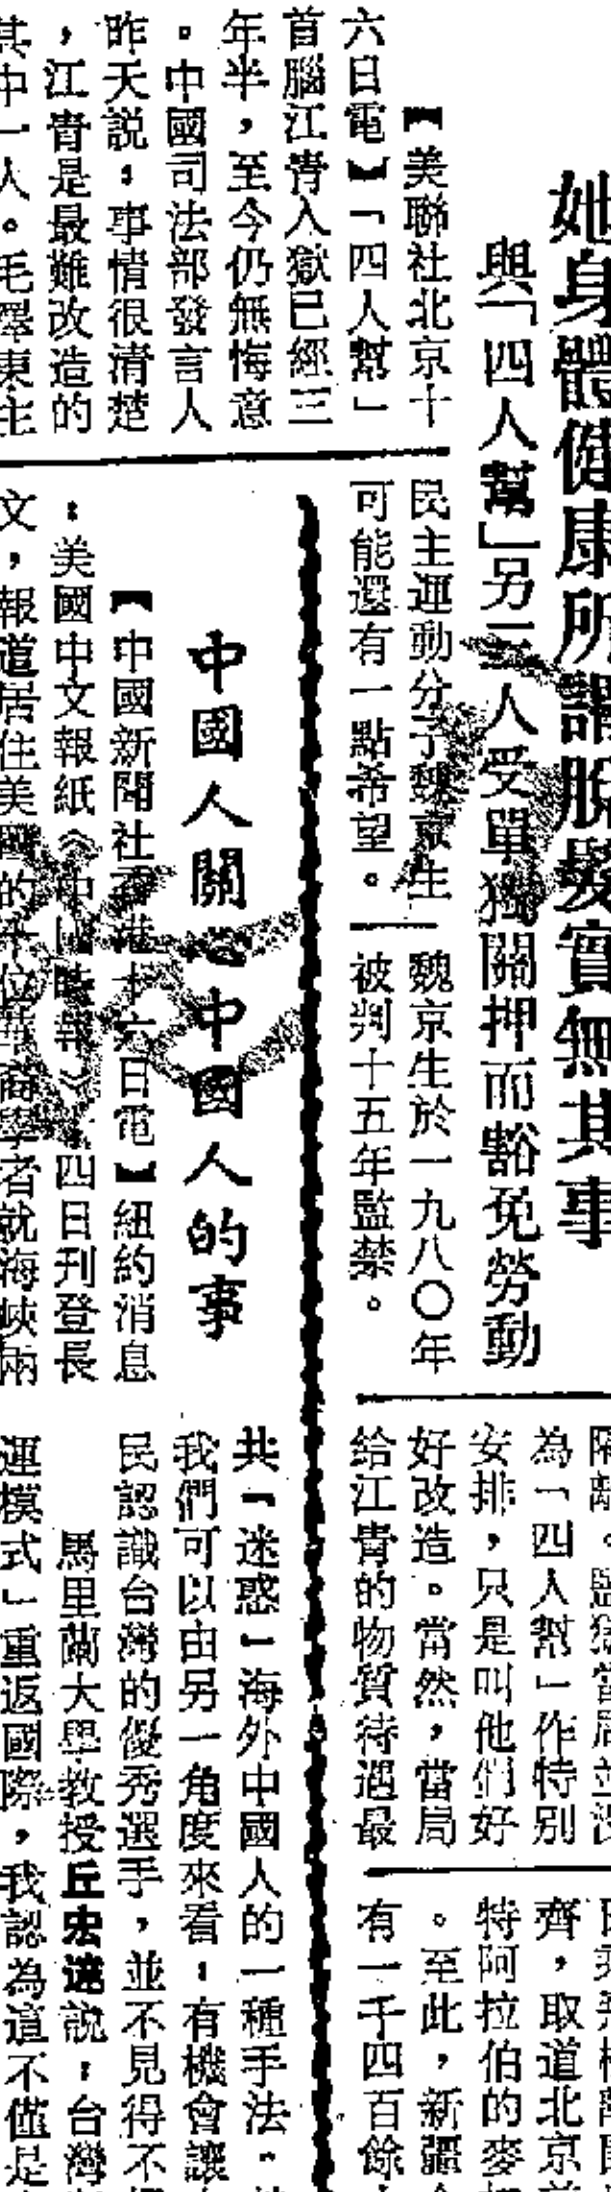 她身體健康所謂脫髮實無其事
與「四人幫」另三人受單獨關押而豁免勞動
【美聯社北京十
六日電】「四人幫」
首腦江青入獄已經三
年半，至今仍無悔意
。中國司法部發言人
昨天説：事情很清楚
，江青是最難改造的
其中一人。毛澤東主
民主運動分子魏京生
可能還有一點希望。
魏京生於一九八〇年
被判十五年監禁。
隔離。監獄當局並沒
為「四人幫」作特別
安排，只是叫他們好
好改造。當然，當局
给江青的物質待遇最
齊，取道北京
特阿拉伯的麥
。至此，新疆
有一千四百餘
中國人關心中國人的事
【中國新聞社香港十六日電】紐約消息
：美國中文報紙《中國時報》四日刊登長
文，報道居住美國的十位華裔學者就海峽兩
共「迷惑」海外中國人的一種手法。
我們可以由另一角度來看：有機會讓
民認識台灣的優秀選手，並不見得不
馬里蘭大學教授丘宏達説：台灣
運模式」重返國際，我認為這不僅是